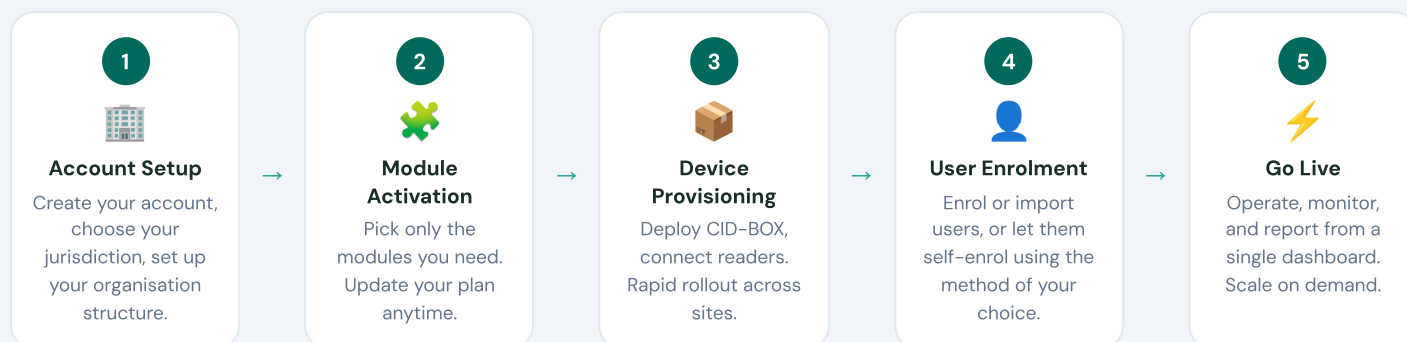 1
Account Setup
Create your account,
choose your
jurisdiction, set up
your organisation
structure.
→
2
Module
Activation
Pick only the
modules you need.
Update your plan
anytime.
→
3
Device
Provisioning
Deploy CID-BOX,
connect readers.
Rapid rollout across
sites.
→
4
User Enrolment
Enrol or import
users, or let them
self-enrol using the
method of your
choice.
→
5
Go Live
Operate, monitor,
and report from a
single dashboard.
Scale on demand.